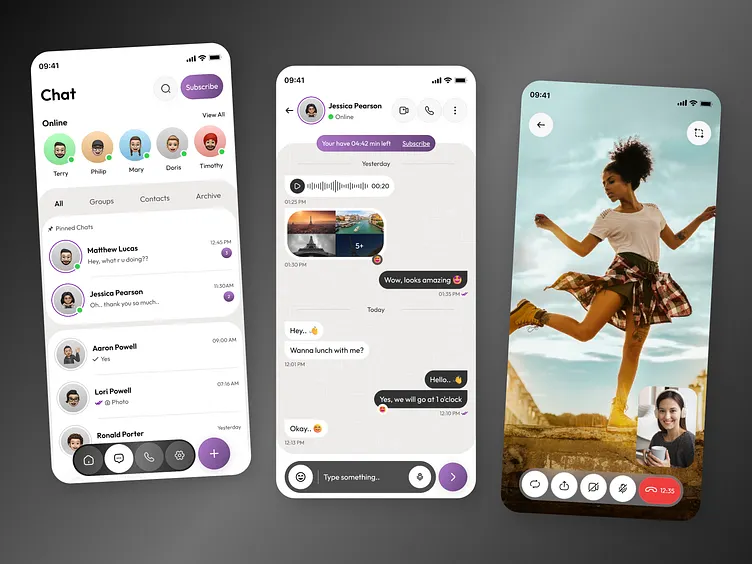 09:41
Chat
Subscribe
Online
View All
Terry
Philip
Mary
Doris
Timothy
All
Groups
Contacts
Archive
Pinned Chats
Matthew Lucas
12:45 PM
Hey, what r u doing??
3
Jessica Pearson
11:30AM
Oh.. thank you so much..
2
Aaron Powell
09:00 AM
Yes
Lori Powell
07:16 AM
Photo
Ronald Porter
Yesterday
09:41
Jessica Pearson
Online
Your have 04:42 min left
Subscribe
Yesterday
00:20
01:25 PM
5+
01:30 PM
Wow, looks amazing 🤩
01:35 PM
Today
Hey.. 👋
Wanna lunch with me?
12:01 PM
Hello.. 👋
Yes, we will go at 1 o'clock
12:10 PM
Okay.. 😊
12:13 PM
Type something..
09:41
12:35